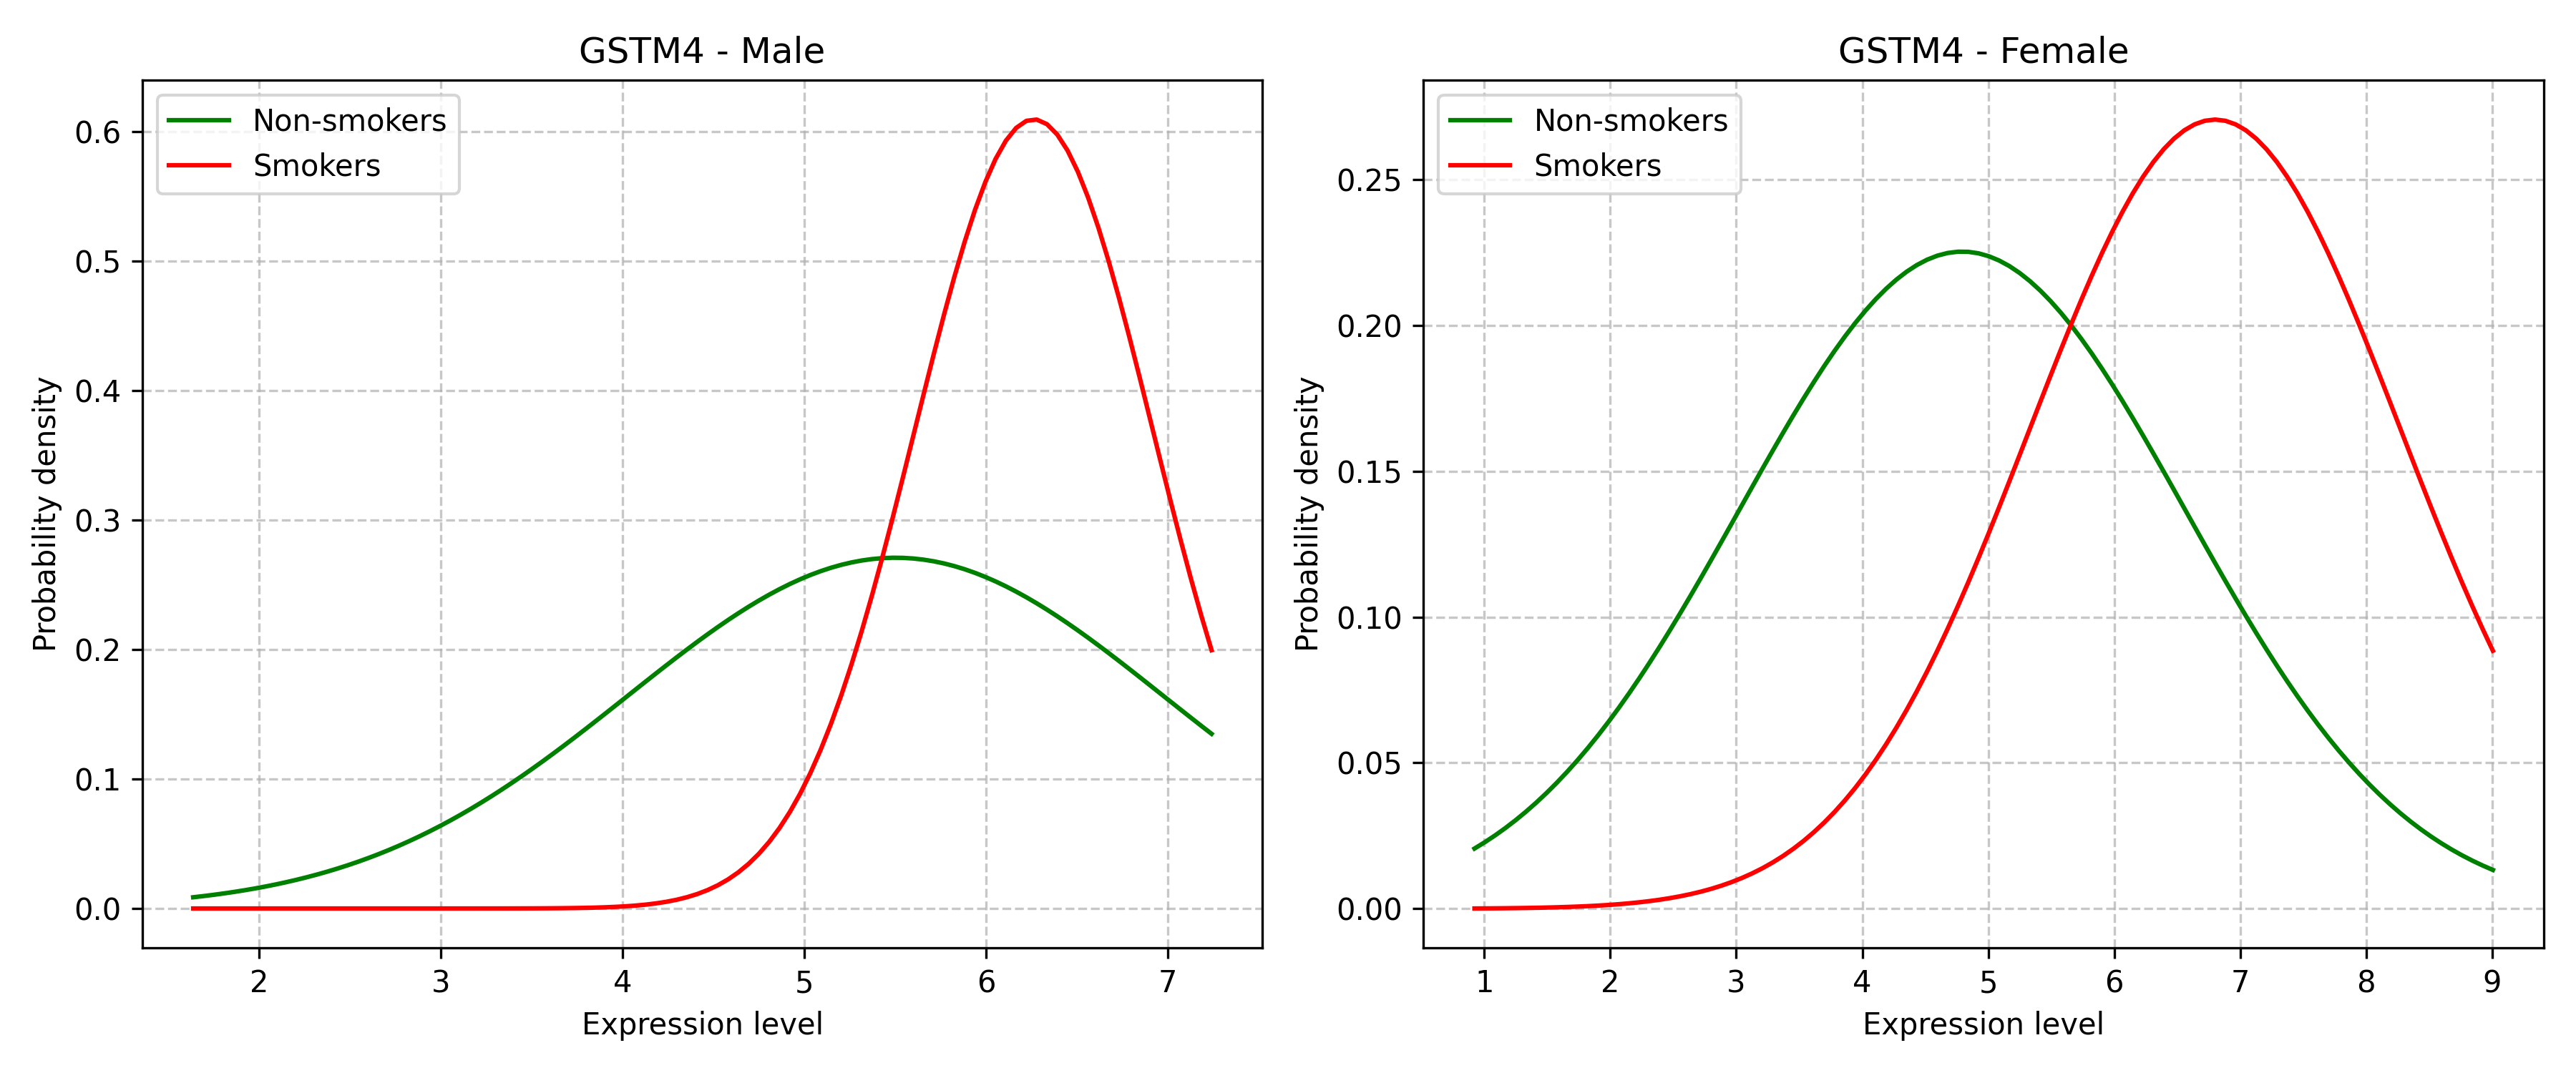 GSTM4 - Male
Non-smokers
Smokers
Probability density
0.6
0.5
0.4
0.3
0.2
0.1
0.0
2 3 4 5 6 7
Expression level
GSTM4 - Female
Non-smokers
Smokers
Probability density
0.25
0.20
0.15
0.10
0.05
0.00
1 2 3 4 5 6 7 8 9
Expression level